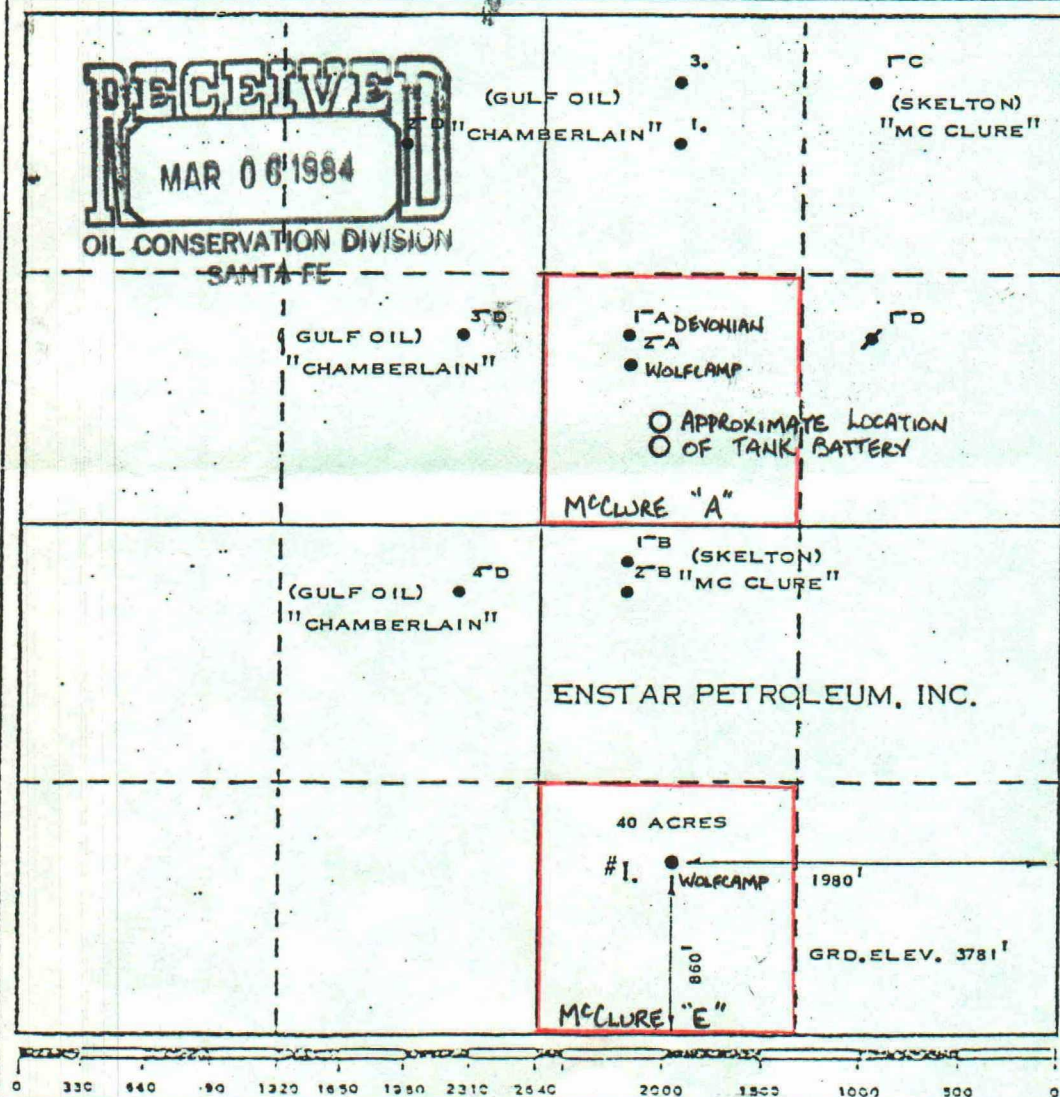 RECEIVED
MAR 06 1984
OIL CONSERVATION DIVISION
SANTA FE
(GULF OIL)
"CHAMBERLAIN"
3.
1.
1-C
(SKELTON)
"MC CLURE"
3-D
(GULF OIL)
"CHAMBERLAIN"
1-A DEVONIAN
2-A
WOLFCAMP
1-D
APPROXIMATE LOCATION
OF TANK BATTERY
McCLURE "A"
4-D
(GULF OIL)
"CHAMBERLAIN"
1-B
2-B
(SKELTON)
"MC CLURE"
ENSTAR PETROLEUM, INC.
40 ACRES
#1.
WOLFCAMP
1980'
860'
GRD. ELEV. 3781'
McCLURE "E"
0 330 640 -90 1320 1650 1980 2310 2640 2000 1500 1000 500 0